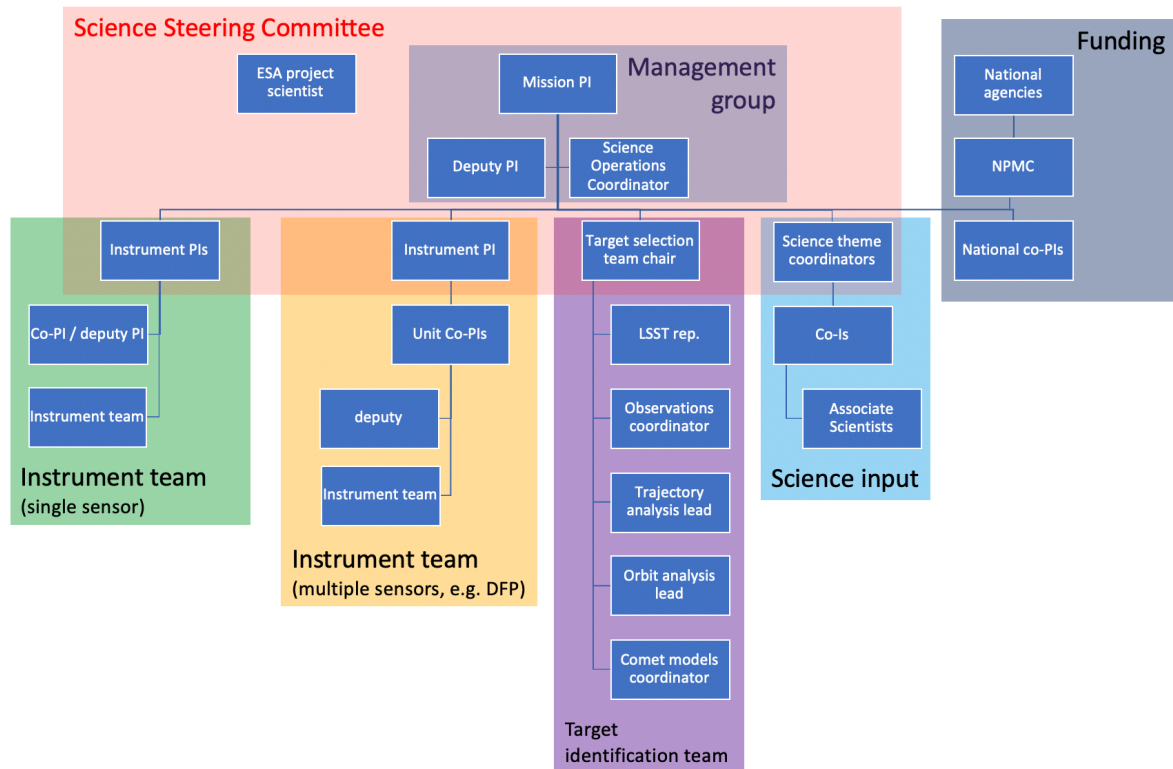 Science Steering Committee
ESA project
scientist
Management
group
Mission PI
Deputy PI
Science
Operations
Coordinator
Funding
National
agencies
NPMC
National co-PIs
Instrument PIs
Co-PI / deputy PI
Instrument team
Instrument team
(single sensor)
Instrument PI
Unit Co-PIs
deputy
Instrument team
Instrument team
(multiple sensors, e.g. DFP)
Target selection
team chair
LSST rep.
Observations
coordinator
Trajectory
analysis lead
Orbit analysis
lead
Comet models
coordinator
Target
identification team
Science theme
coordinators
Co-Is
Associate
Scientists
Science input